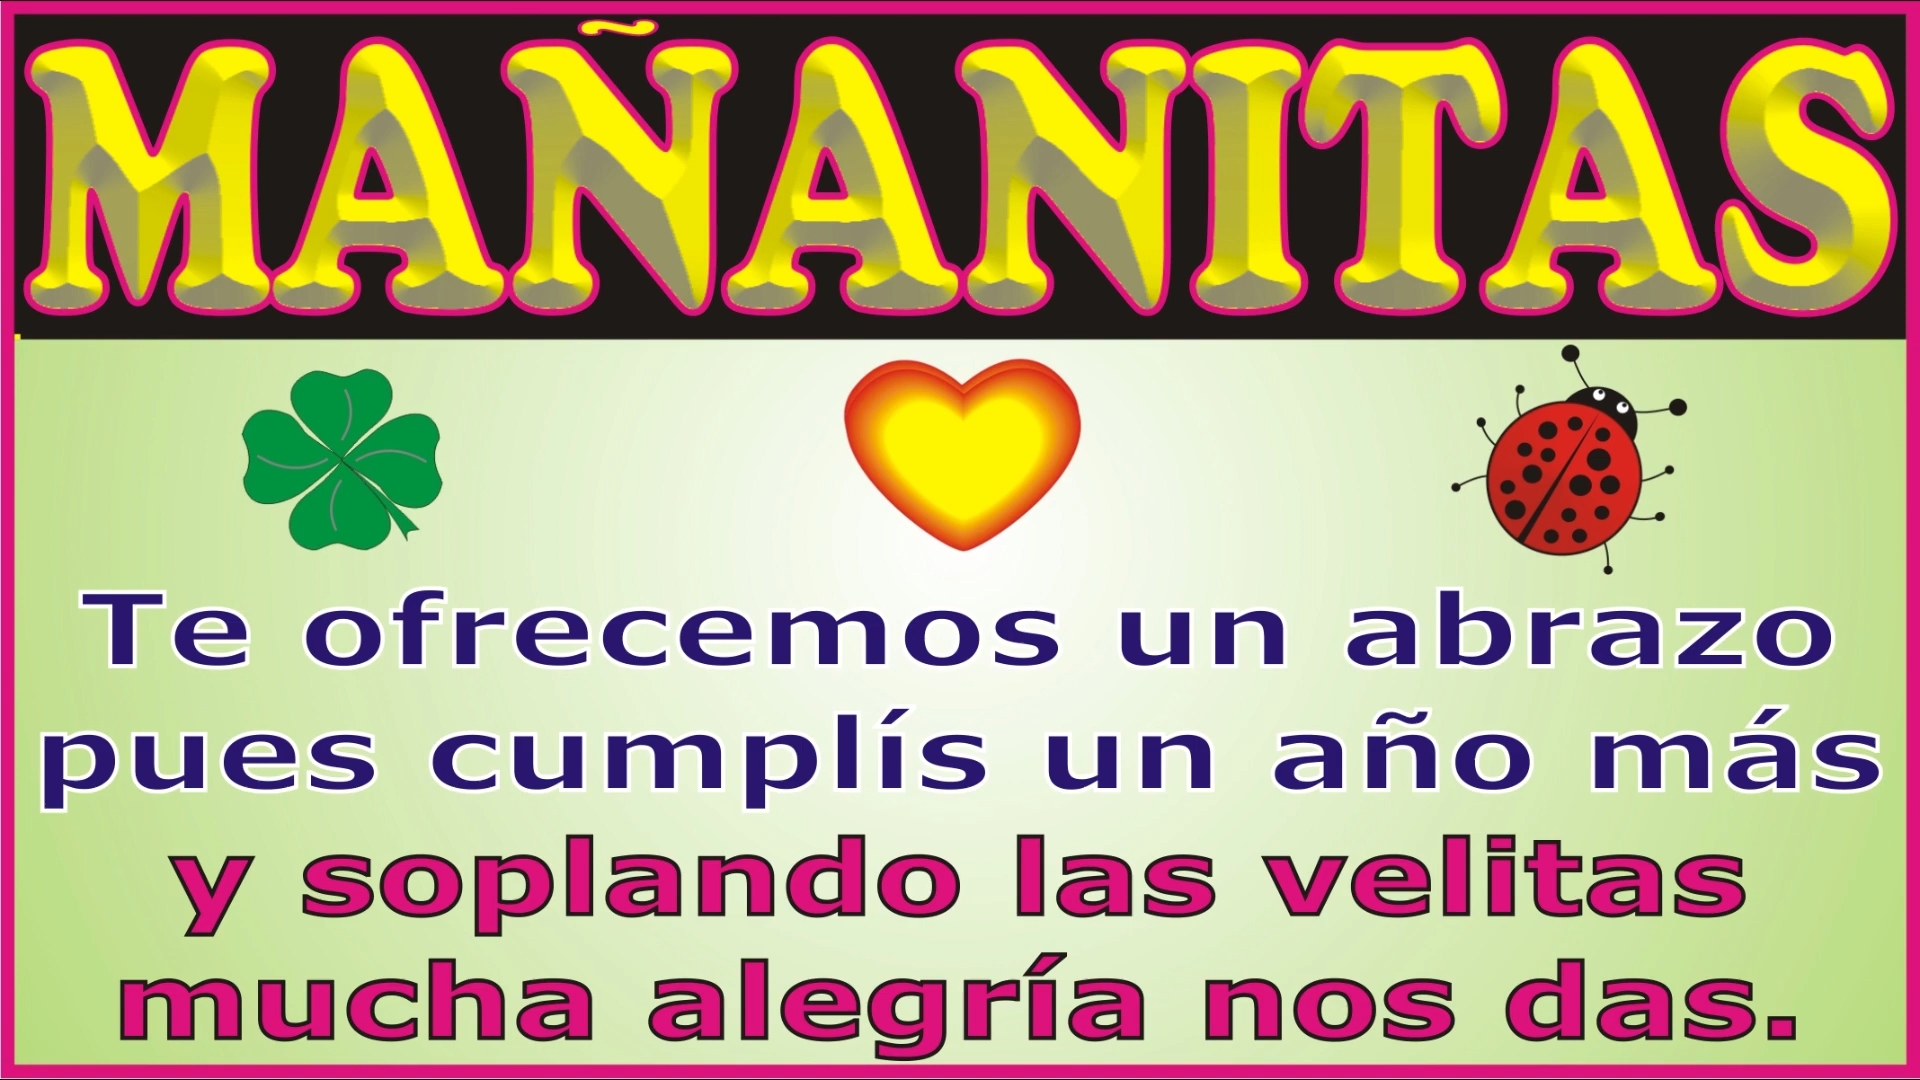 MAÑANITAS
Te ofrecemos un abrazo
pues cumplís un año más
y soplando las velitas
mucha alegría nos das.